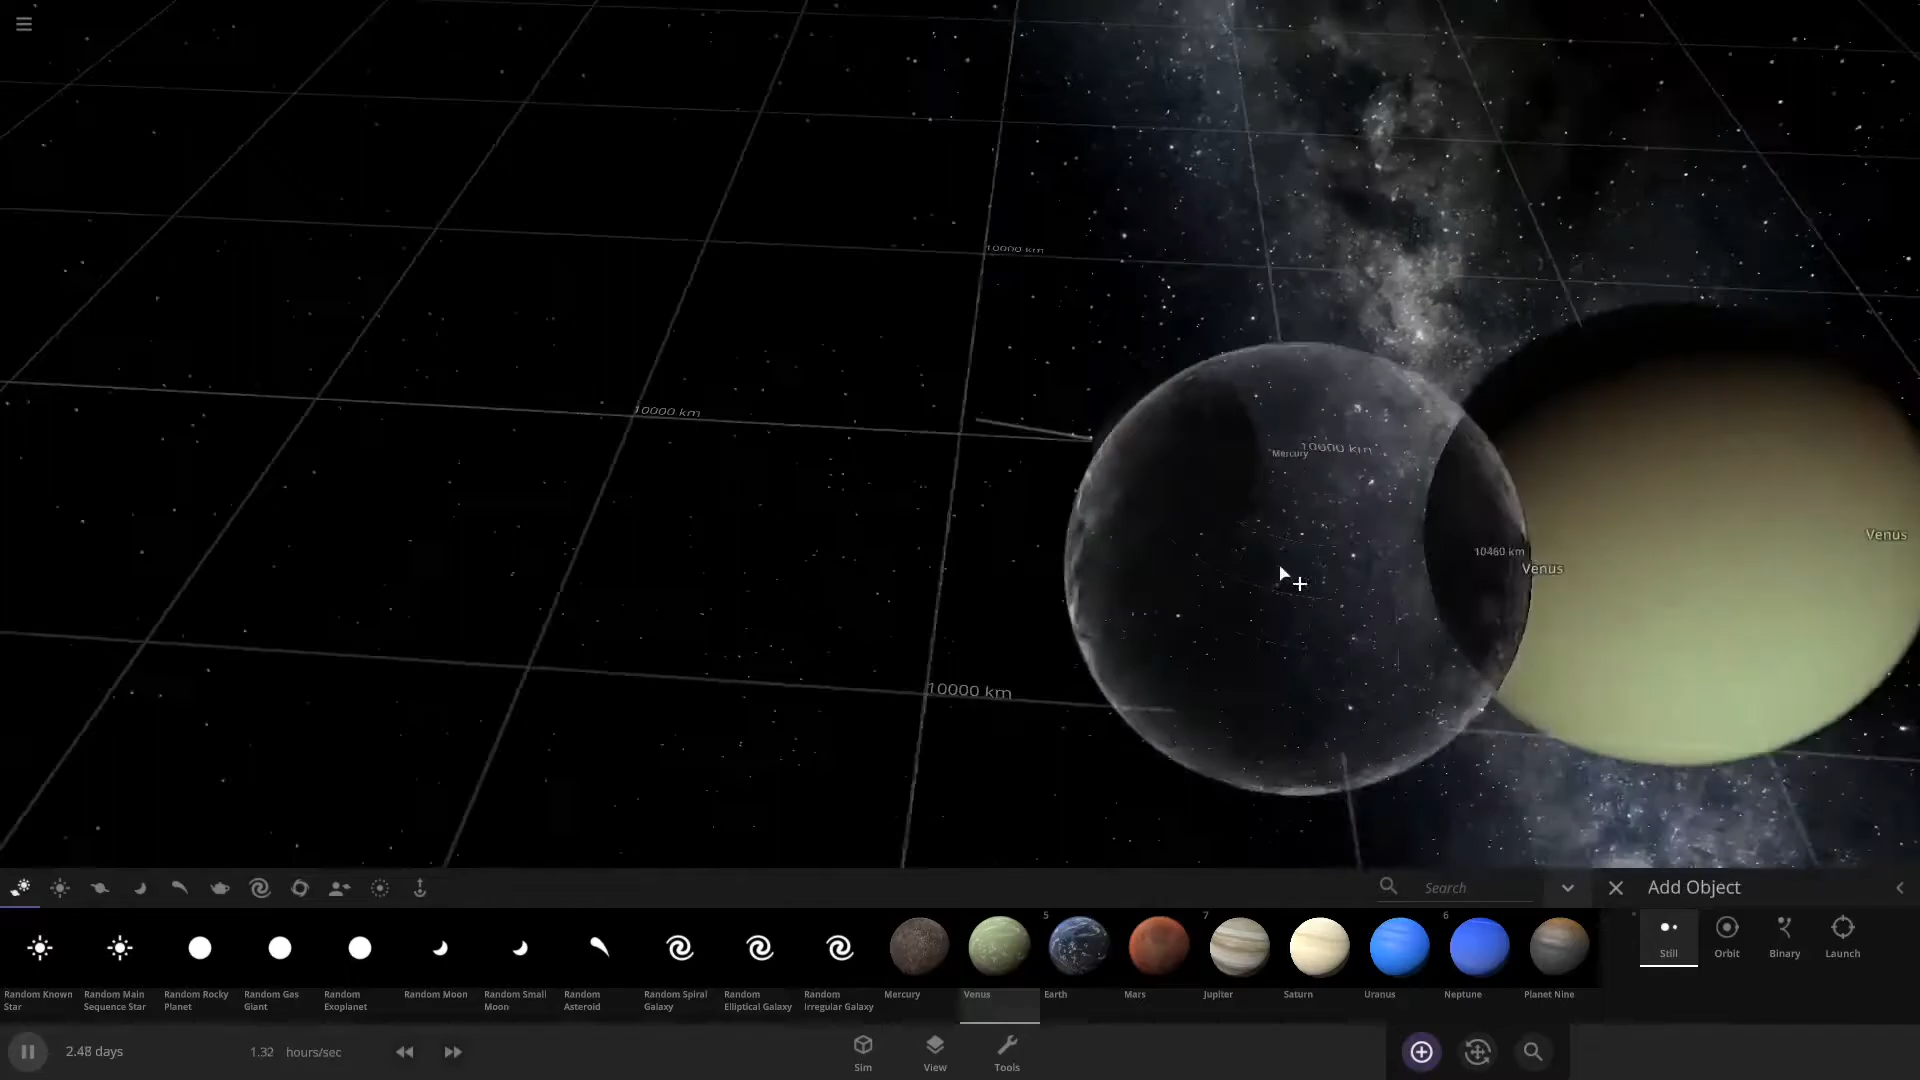 10000 km
10000 km
10000 km
Mercury
10000 km
10460 km
Venus
Venus
Search
Add Object
5
7
6
Still
Orbit
Binary
Launch
Random Known
Star
Random Main
Sequence Star
Random Rocky
Planet
Random Gas
Giant
Random
Exoplanet
Random Moon
Random Small
Moon
Random
Asteroid
Random Spiral
Galaxy
Random
Elliptical Galaxy
Random
Irregular Galaxy
Mercury
Venus
Earth
Mars
Jupiter
Saturn
Uranus
Neptune
Planet Nine
2.48 days
1.32 hours/sec
Sim
View
Tools